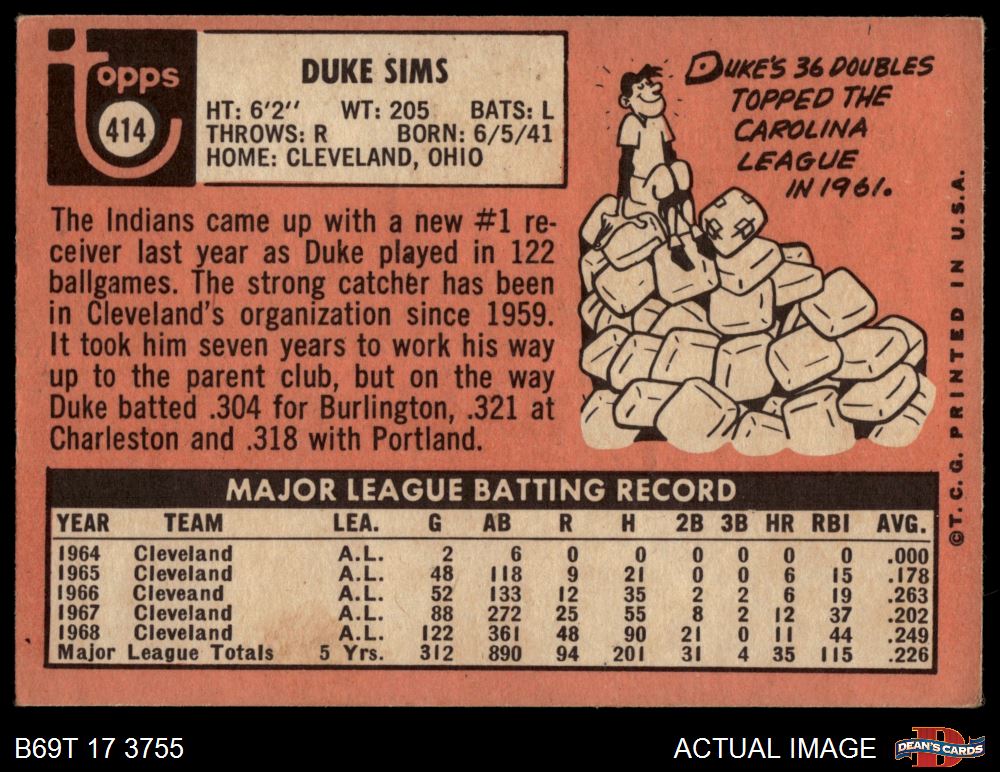 Topps
414
DUKE SIMS
HT: 6'2" WT: 205 BATS: L
THROWS: R BORN: 6/5/41
HOME: CLEVELAND, OHIO
DUKE'S 36 DOUBLES
TOPPED THE
CAROLINA
LEAGUE
IN 1961.
The Indians came up with a new #1 re-
ceiver last year as Duke played in 122
ballgames. The strong catcher has been
in Cleveland's organization since 1959.
It took him seven years to work his way
up to the parent club, but on the way
Duke batted .304 for Burlington, .321 at
Charleston and .318 with Portland.
©T. C. G. PRINTED IN U.S.A.
MAJOR LEAGUE BATTING RECORD
YEAR TEAM LEA. G AB R H 2B 3B HR RBI AVG.
1964 Cleveland A.L. 2 6 0 0 0 0 0 0 .000
1965 Cleveland A.L. 48 118 9 21 0 0 6 15 .178
1966 Cleveand A.L. 52 133 12 35 2 2 6 19 .263
1967 Cleveland A.L. 88 272 25 55 8 2 12 37 .202
1968 Cleveland A.L. 122 361 48 90 21 0 11 44 .249
Major League Totals 5 Yrs. 312 890 94 201 31 4 35 115 .226
B69T 17 3755
ACTUAL IMAGE
D
DEAN'S CARDS